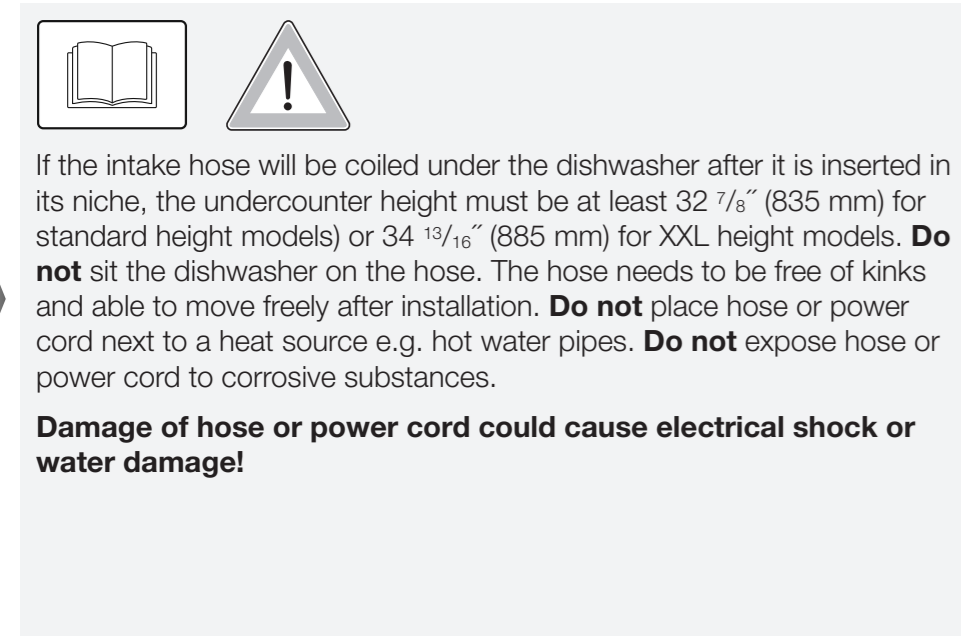 If the intake hose will be coiled under the dishwasher after it is inserted in
its niche, the undercounter height must be at least 32 ⁷/₈˝ (835 mm) for
standard height models) or 34 ¹³/₁₆˝ (885 mm) for XXL height models. Do
not sit the dishwasher on the hose. The hose needs to be free of kinks
and able to move freely after installation. Do not place hose or power
cord next to a heat source e.g. hot water pipes. Do not expose hose or
power cord to corrosive substances.
Damage of hose or power cord could cause electrical shock or
water damage!